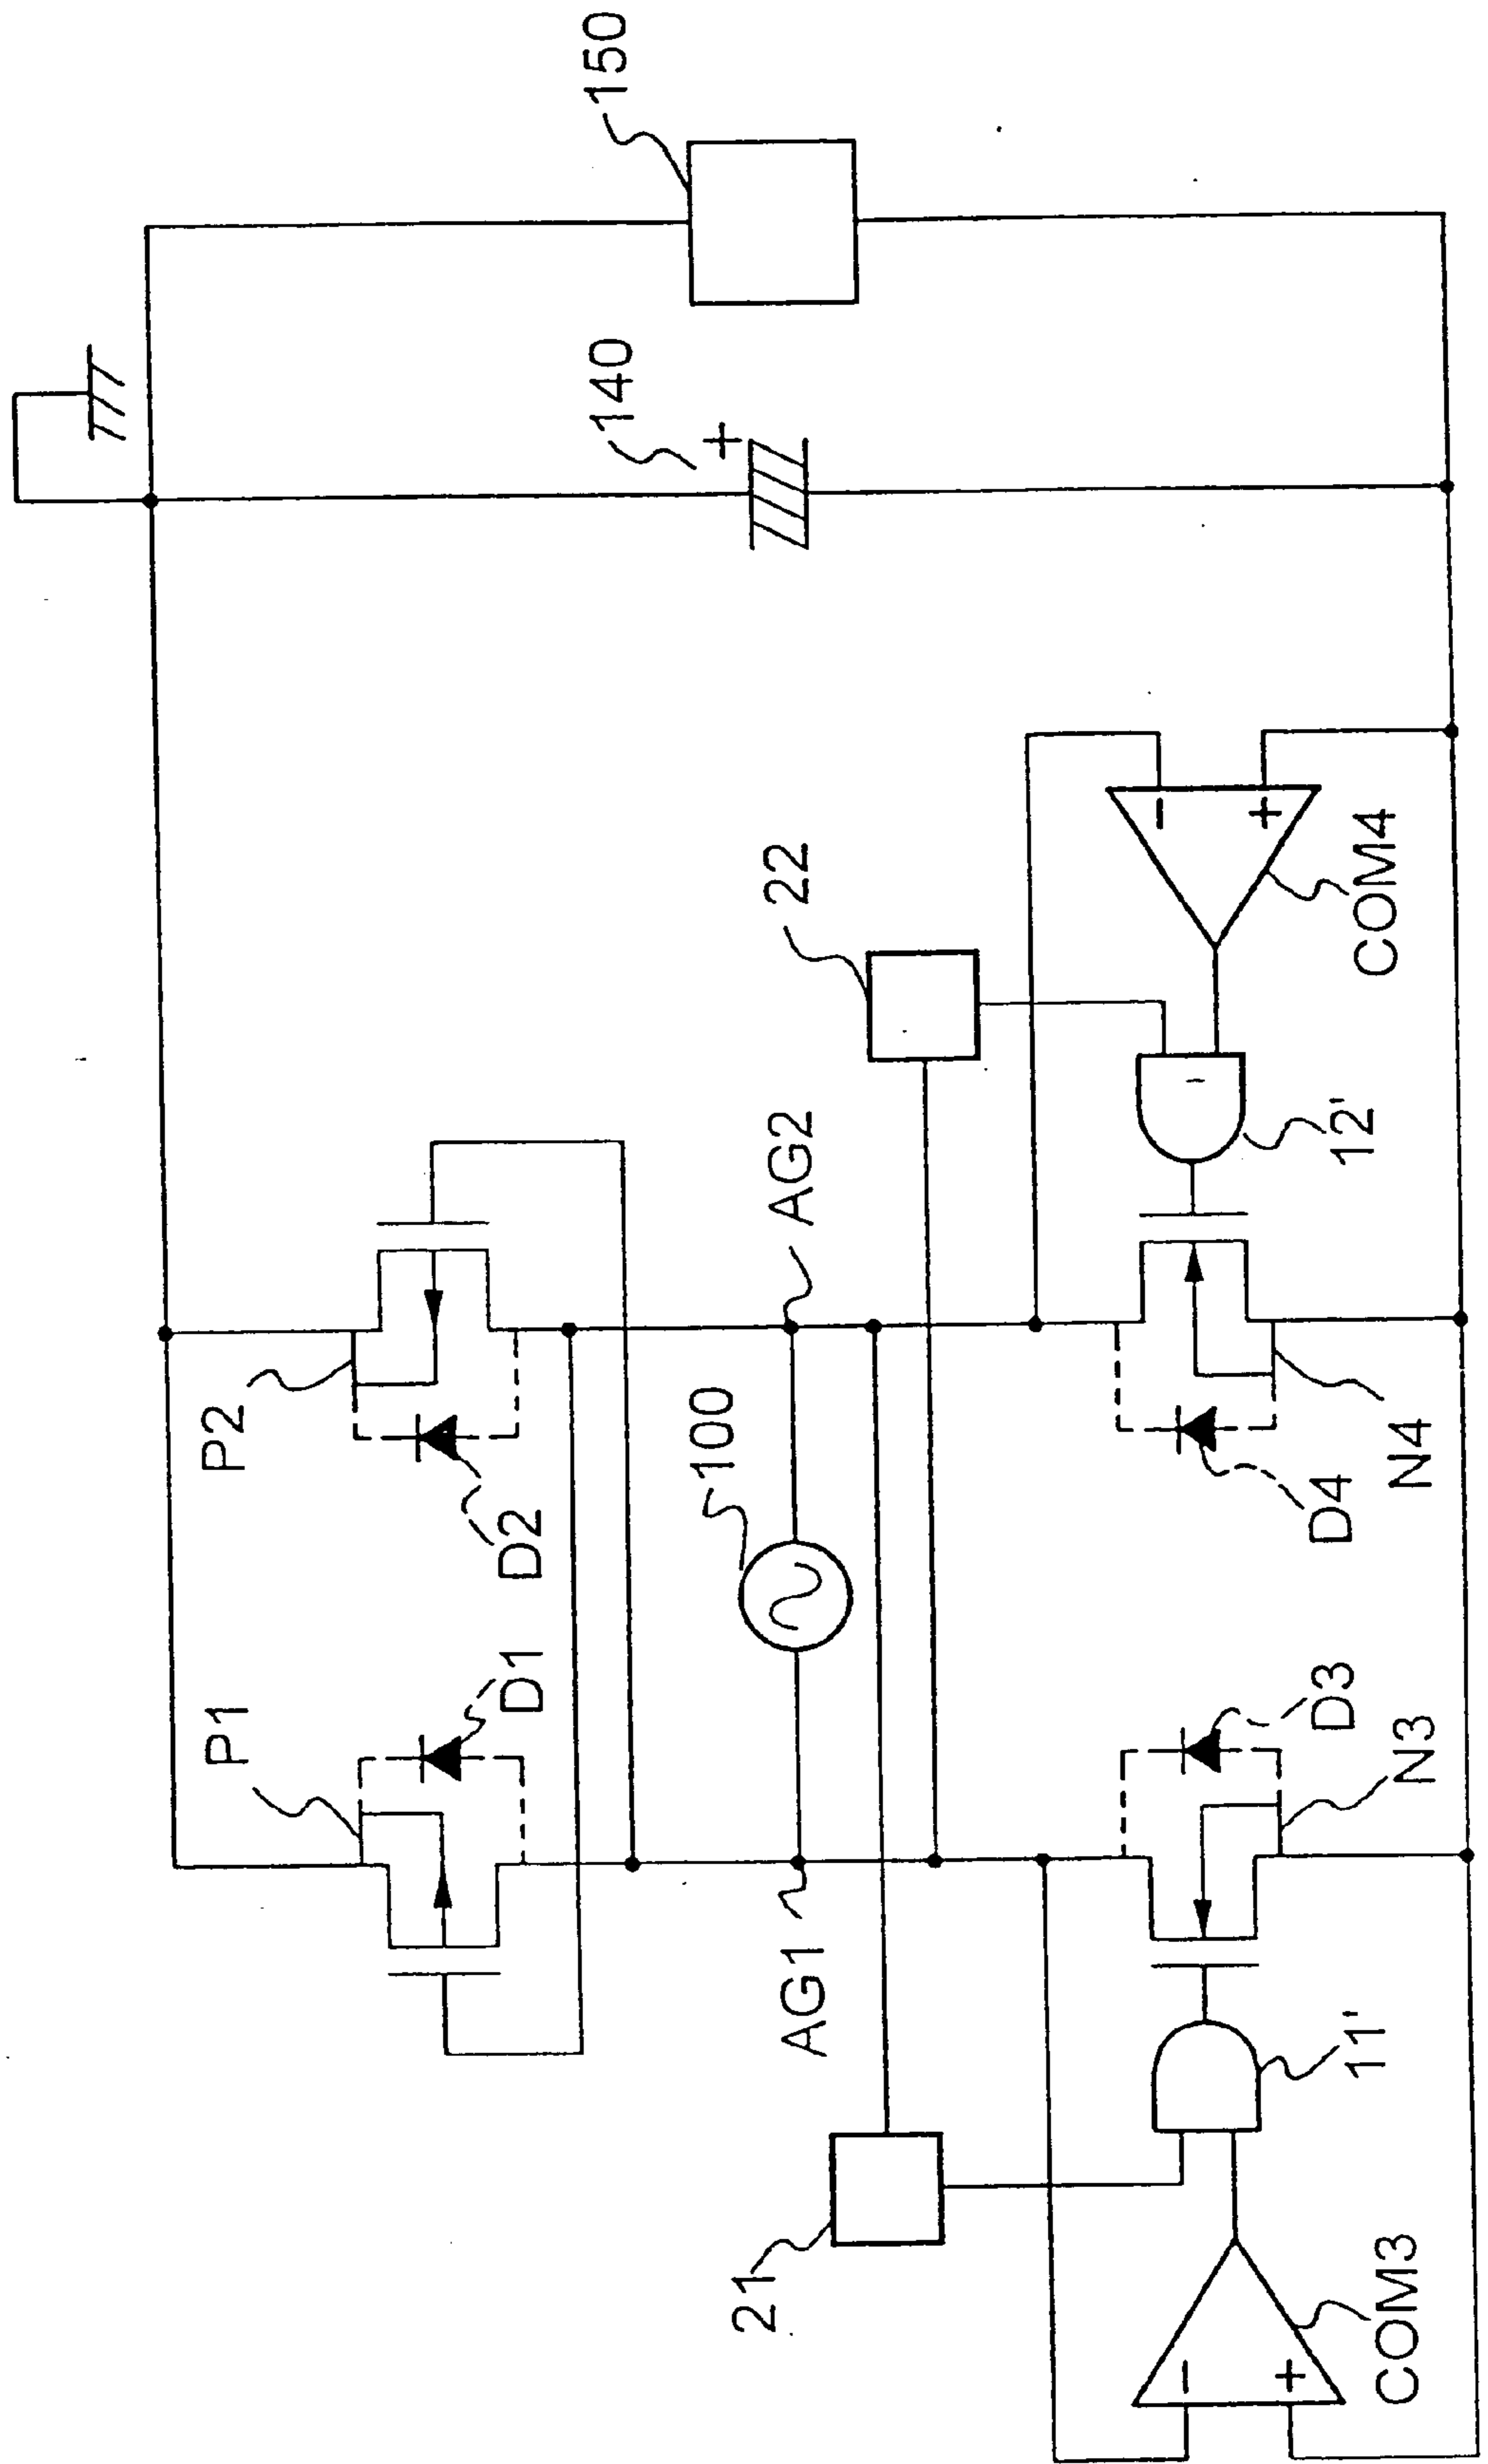 P1
D1
P2
D2
140
+
150
AG1
100
AG2
21
22
COM3
-
+
11'
N3
D3
D4
N4
12'
COM4
-
+